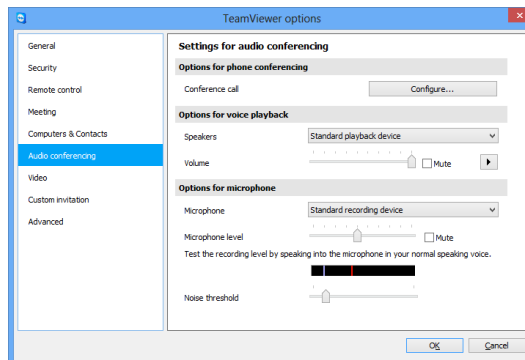 TeamViewer options
General
Security
Remote control
Meeting
Computers & Contacts
Audio conferencing
Video
Custom invitation
Advanced
Settings for audio conferencing
Options for phone conferencing
Conference call Configure...
Options for voice playback
Speakers Standard playback device
Volume Mute
Options for microphone
Microphone Standard recording device
Microphone level Mute
Test the recording level by speaking into the microphone in your normal speaking voice.
Noise threshold
OK Cancel